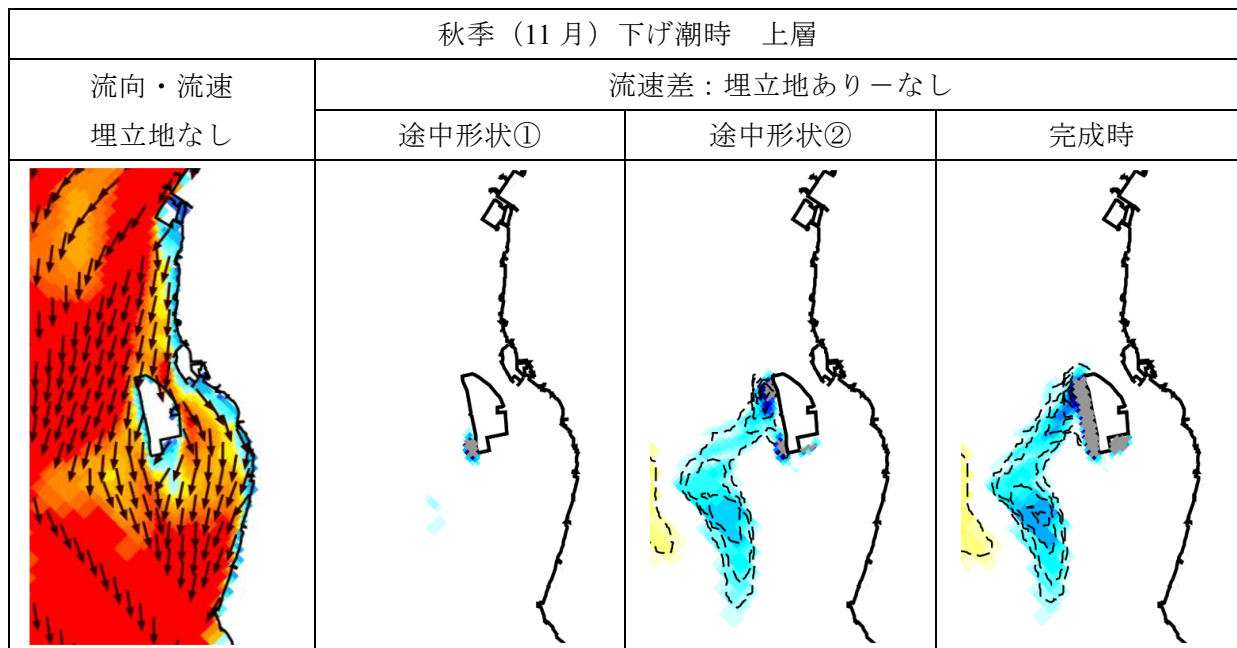 秋季（11 月）下げ潮時　上層
流向・流速
埋立地なし
流速差：埋立地あり－なし
途中形状①
途中形状②
完成時